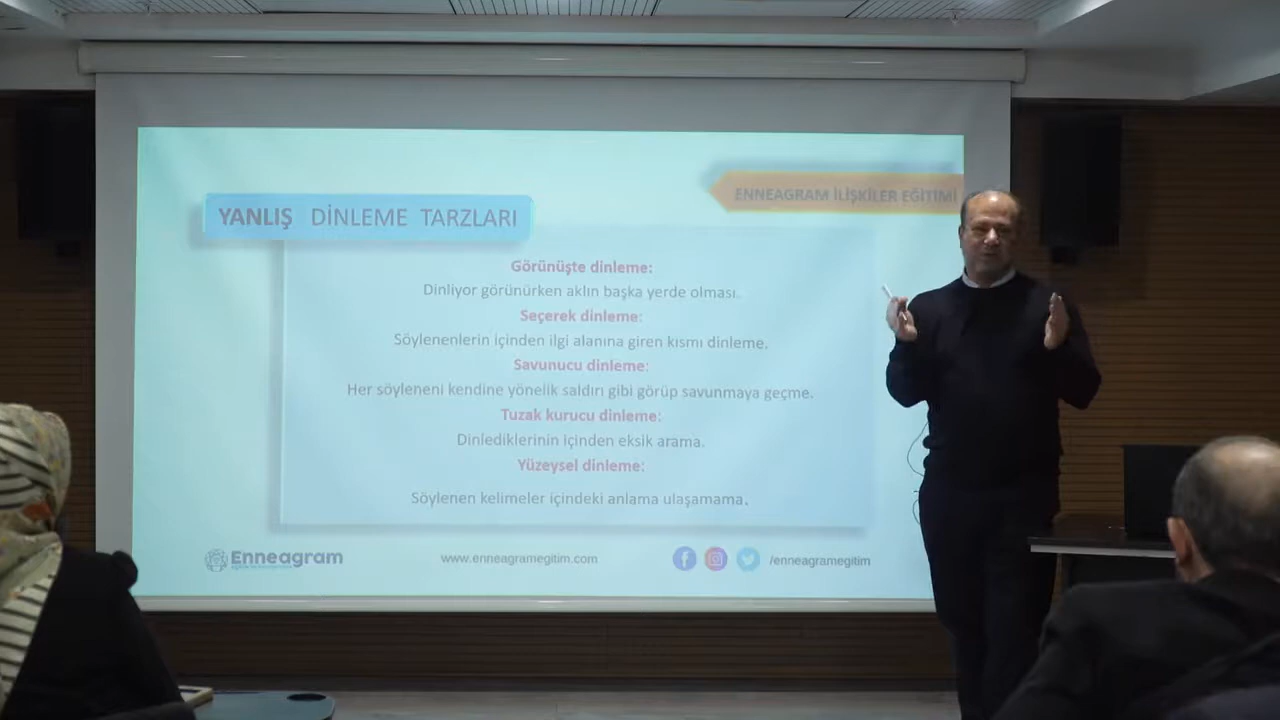 ENNEAGRAM İLİŞKİLER EĞİTİMİ
YANLIŞ DİNLEME TARZLARI
Görünüşte dinleme:
Dinliyor görünürken aklın başka yerde olması.
Seçerek dinleme:
Söylenenlerin içinden ilgi alanına giren kısmı dinleme.
Savunucu dinleme:
Her söyleneni kendine yönelik saldırı gibi görüp savunmaya geçme.
Tuzak kurucu dinleme:
Dinlediklerinin içinden eksik arama.
Yüzeysel dinleme:
Söylenen kelimeler içindeki anlama ulaşamama.
Enneagram
www.enneagramegitim.com
/enneagramegitim